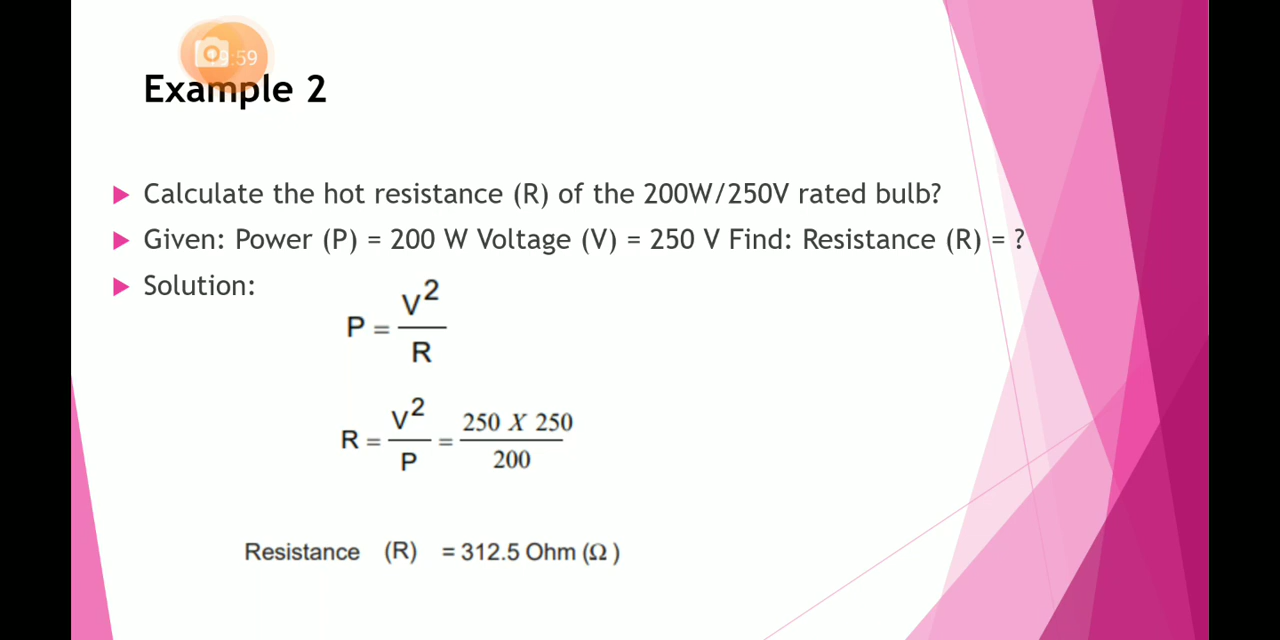 :59
Example 2
Calculate the hot resistance (R) of the 200W/250V rated bulb?
Given: Power (P) = 200 W Voltage (V) = 250 V Find: Resistance (R) = ?
Solution:
P = V² / R
R = V² / P = 250 X 250 / 200
Resistance (R) = 312.5 Ohm (Ω )